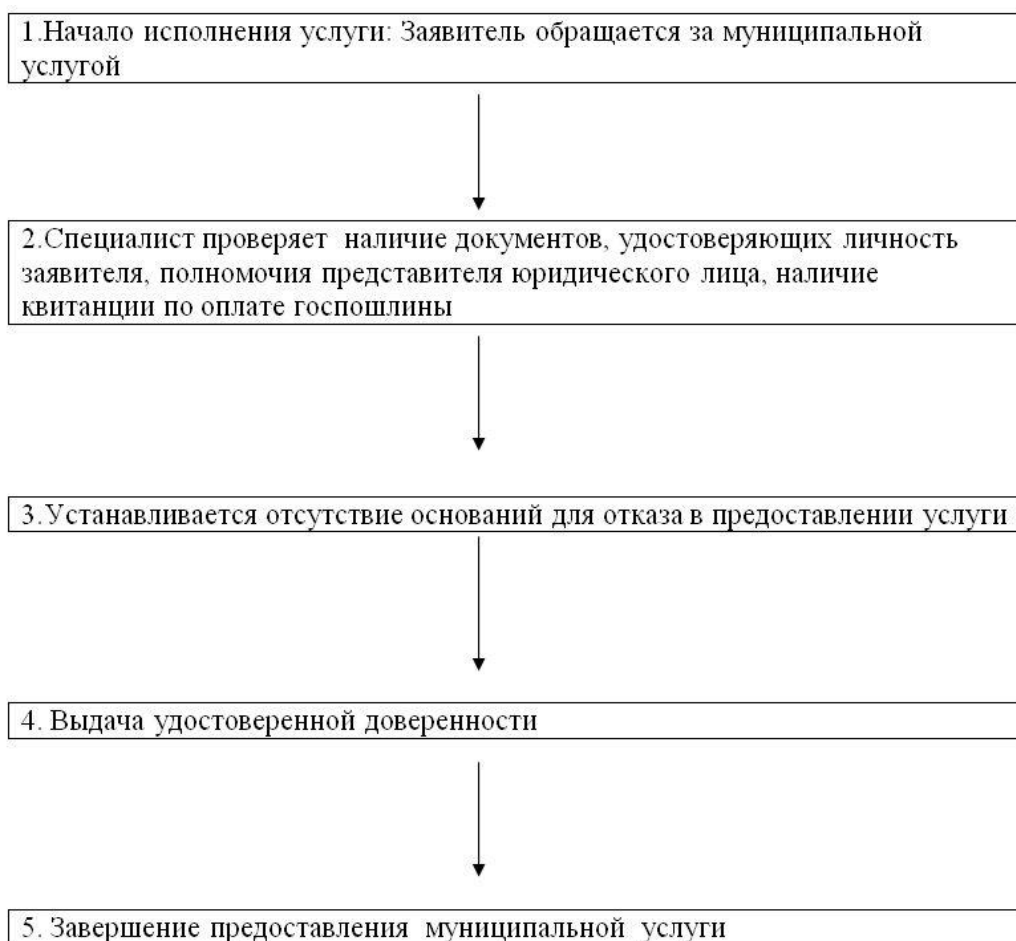 1.Начало исполнения услуги: Заявитель обращается за муниципальной
услугой
2.Специалист проверяет наличие документов, удостоверяющих личность
заявителя, полномочия представителя юридического лица, наличие
квитанции по оплате госпошлины
3.Устанавливается отсутствие оснований для отказа в предоставлении услуги
4. Выдача удостоверенной доверенности
5. Завершение предоставления муниципальной услуги